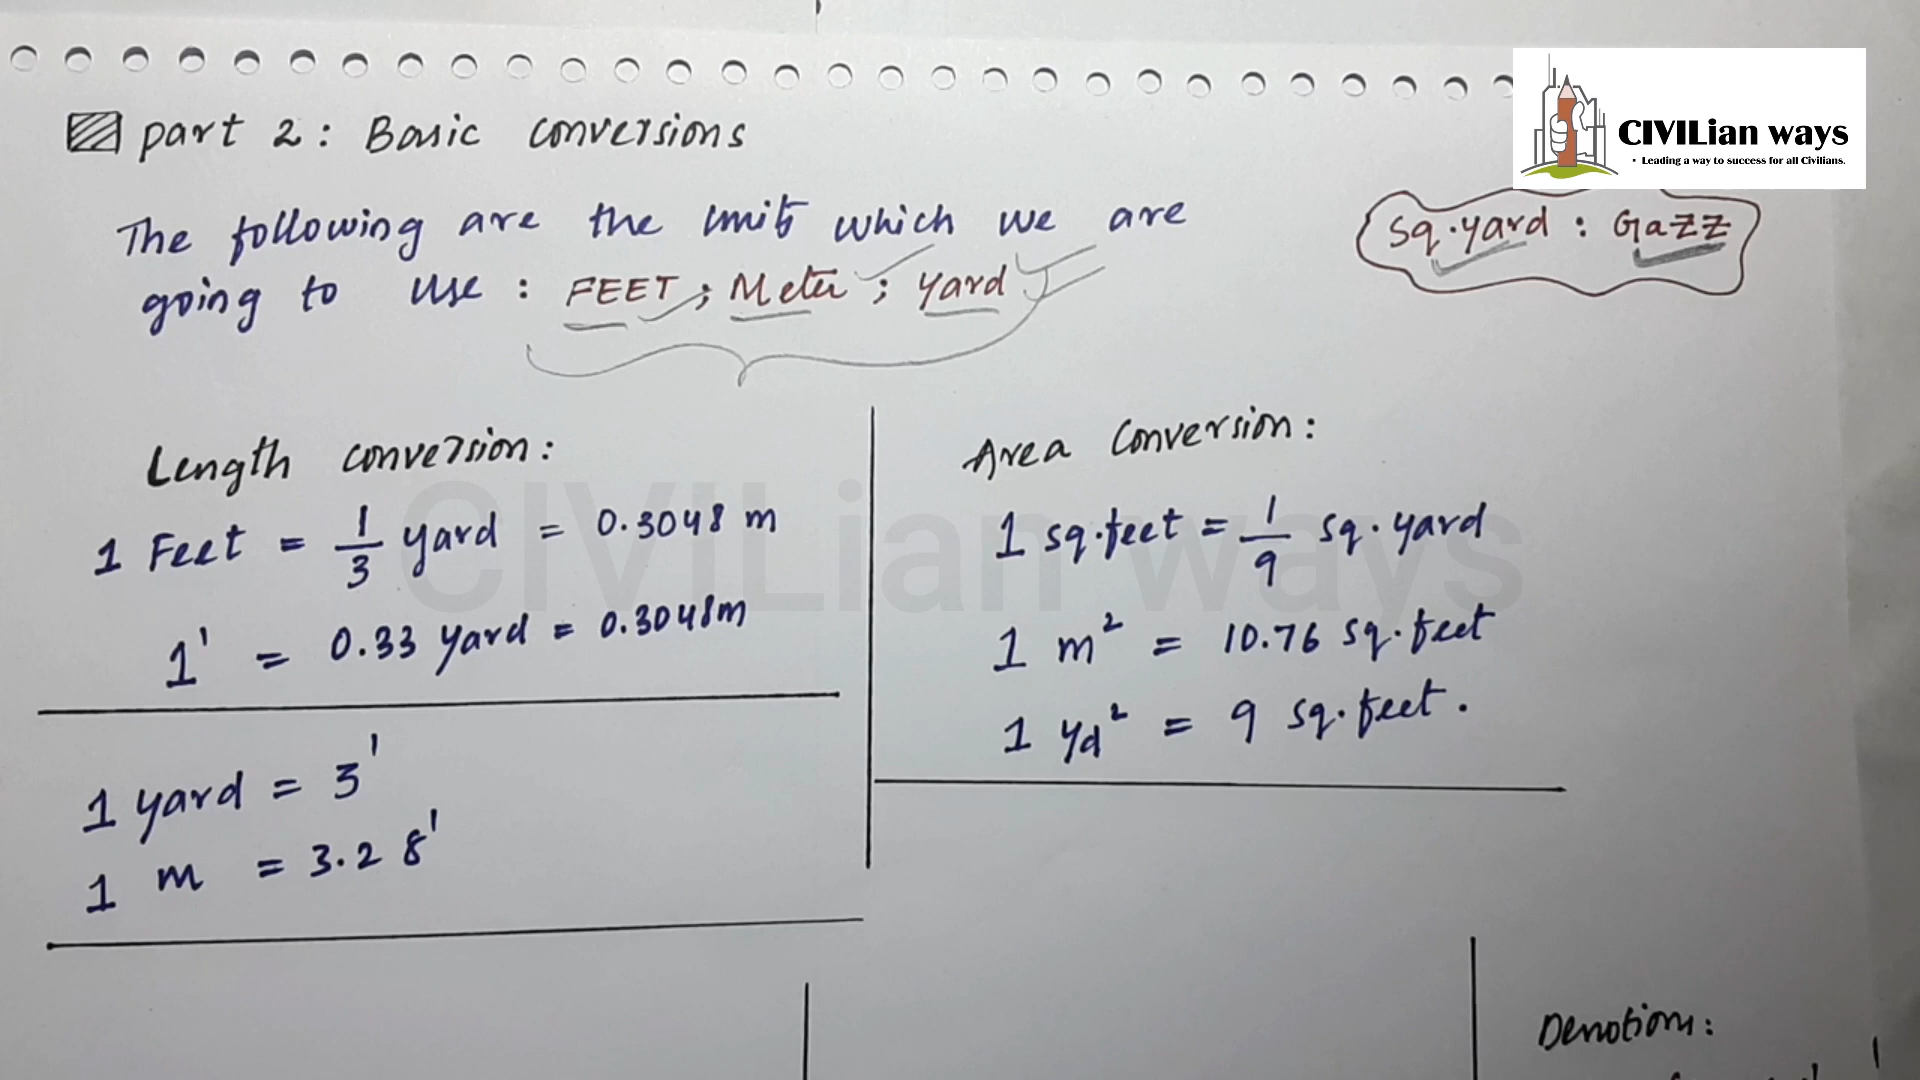 CIVILian ways
• Leading a way to success for all Civilians.
Part 2: Basic conversions
The following are the units which we are
going to use : FEET ; Meter ; yard
Sq.yard : GaZZ
Length conversion:
1 Feet = 1/3 yard = 0.3048 m
1' = 0.33 yard = 0.3048m
1 yard = 3'
1 m = 3.28'
Area conversion:
1 sq.feet = 1/9 sq.yard
1 m² = 10.76 sq.feet
1 yd² = 9 sq.feet.
CIVILian ways
Denotions: